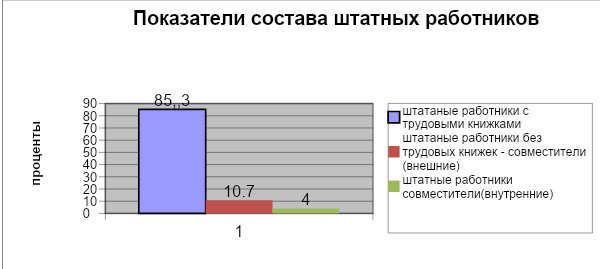 Показатели состава штатных работников
проценты
90
80
70
60
50
40
30
20
10
0
85,,3
10.7
4
1
штатаные работники с
трудовыми книжками
штатаные работники без
трудовых книжек - совместители
(внешние)
штатные работники
совместители(внутренние)